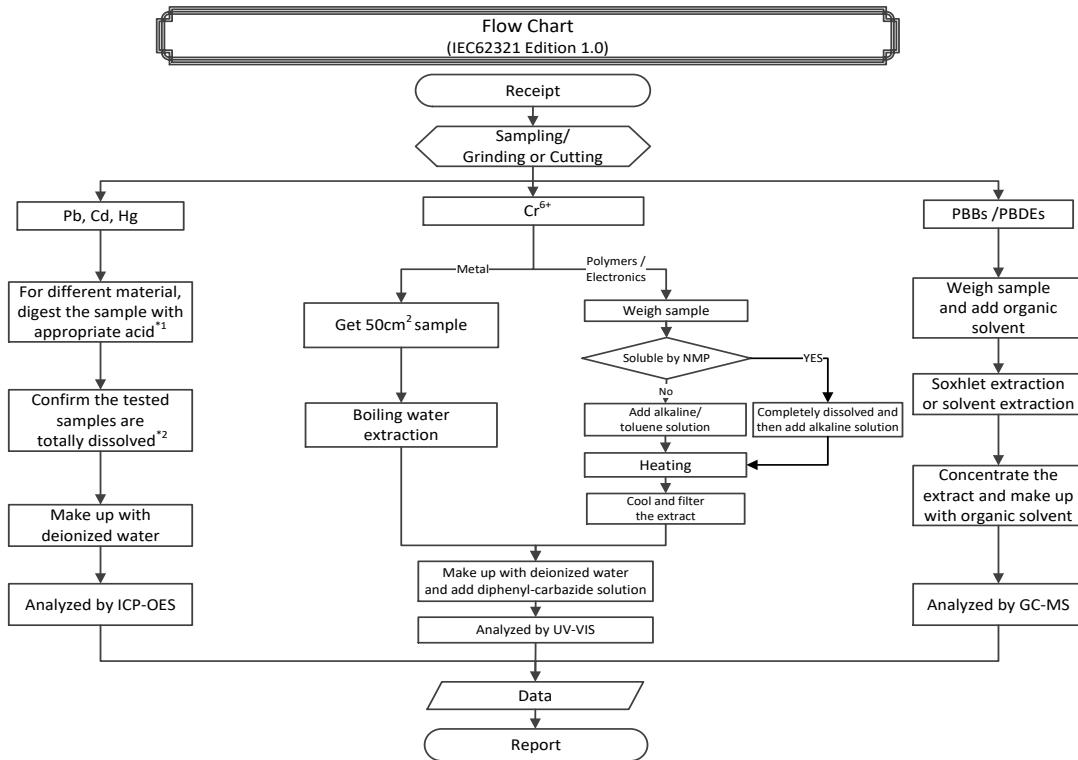 Flow Chart
(IEC62321 Edition 1.0)
Receipt
Sampling/
Grinding or Cutting
Pb, Cd, Hg
For different material,
digest the sample with
appropriate acid*1
Confirm the tested
samples are
totally dissolved*2
Make up with
deionized water
Analyzed by ICP-OES
Cr6+
Metal
Get 50cm2 sample
Boiling water
extraction
Polymers /
Electronics
Weigh sample
Soluble by NMP
YES
No
Add alkaline/
toluene solution
Completely dissolved and
then add alkaline solution
Heating
Cool and filter
the extract
Make up with deionized water
and add diphenyl-carbazide solution
Analyzed by UV-VIS
PBBs /PBDEs
Weigh sample
and add organic
solvent
Soxhlet extraction
or solvent extraction
Concentrate the
extract and make up
with organic solvent
Analyzed by GC-MS
Data
Report